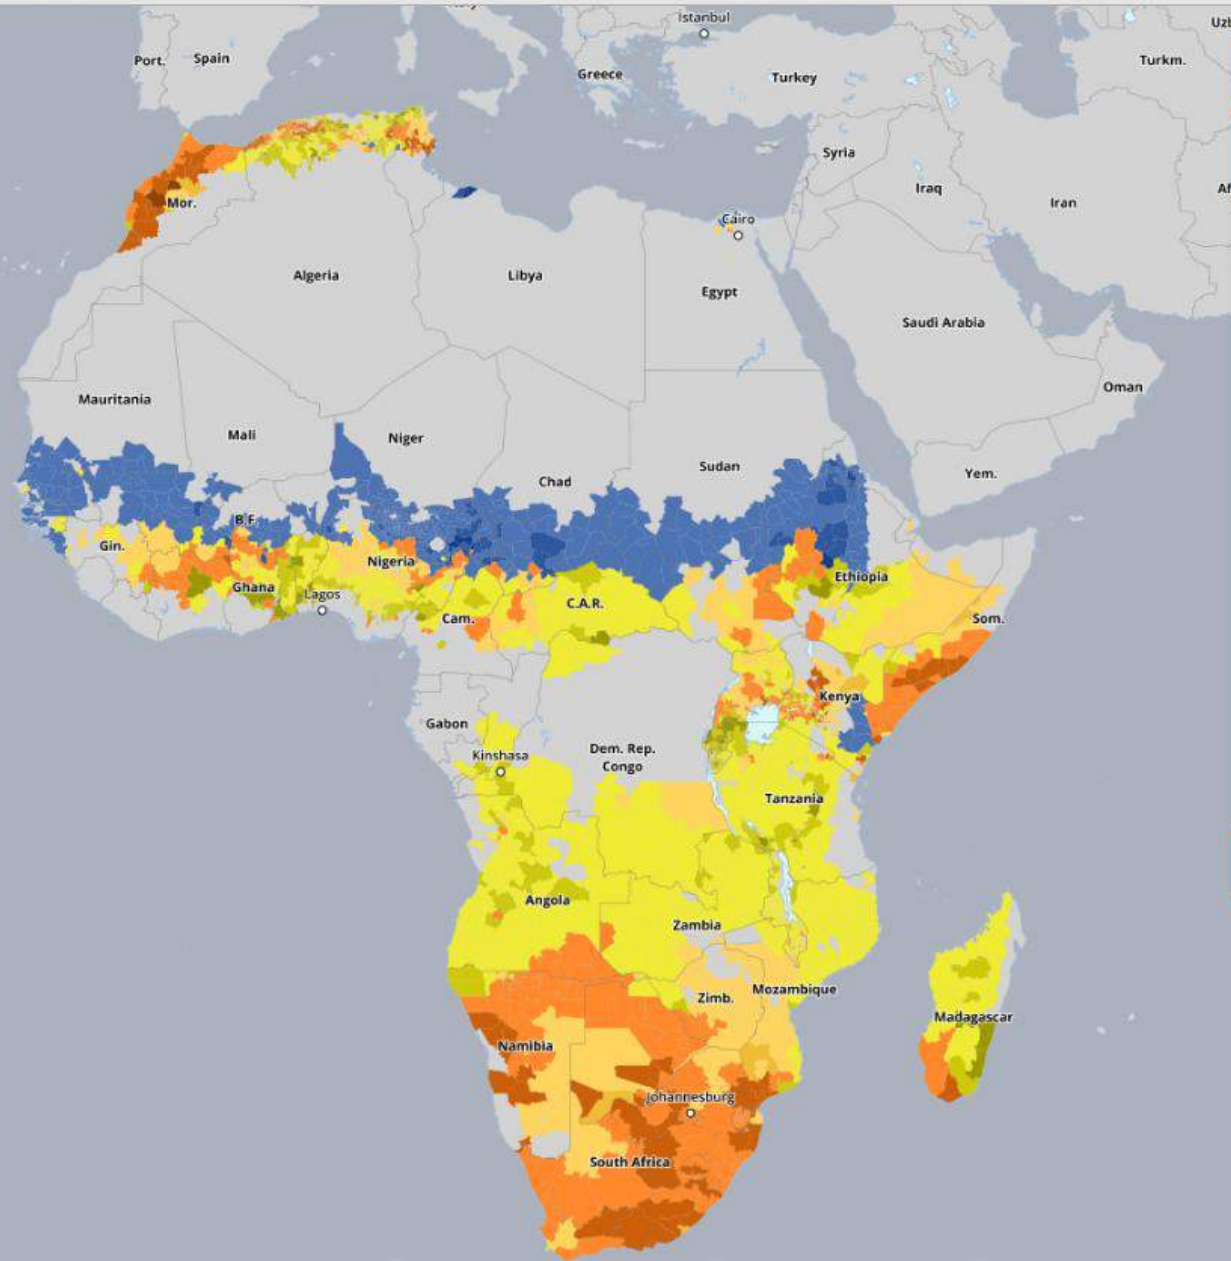 Istanbul
Uzb
Port.
Spain
Greece
Turkey
Turkm.
Syria
Iraq
Iran
Af
Mor.
Cairo
Algeria
Libya
Egypt
Saudi Arabia
Oman
Mauritania
Mali
Niger
Chad
Sudan
Yem.
B.F.
Gin.
Nigeria
Ghana
Lagos
Ethiopia
C.A.R.
Cam.
Som.
Kenya
Gabon
Kinshasa
Dem. Rep.
Congo
Tanzania
Angola
Zambia
Zimb.
Mozambique
Madagascar
Namibia
Johannesburg
South Africa